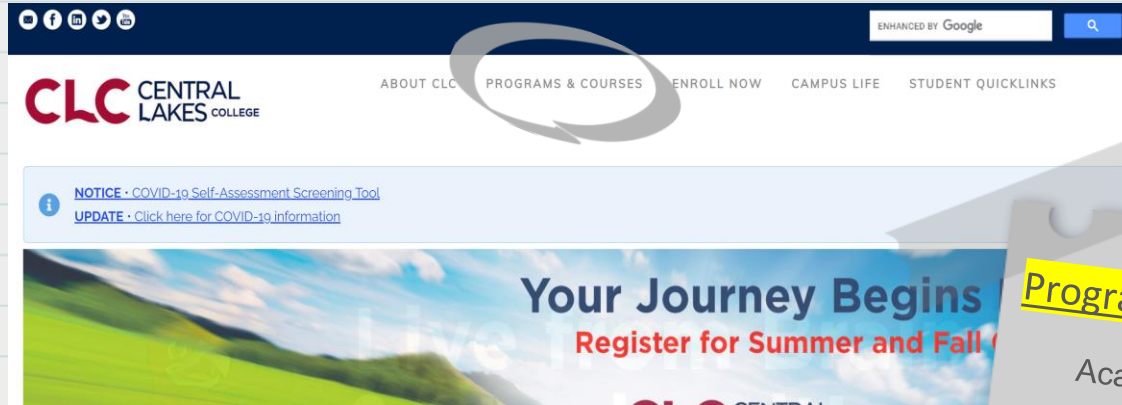 ENHANCED BY Google
CLC CENTRAL LAKES COLLEGE
ABOUT CLC PROGRAMS & COURSES ENROLL NOW CAMPUS LIFE STUDENT QUICKLINKS
NOTICE • COVID-19 Self-Assessment Screening Tool
UPDATE • Click here for COVID-19 information
Your Journey Begins
Register for Summer and Fall
Live from